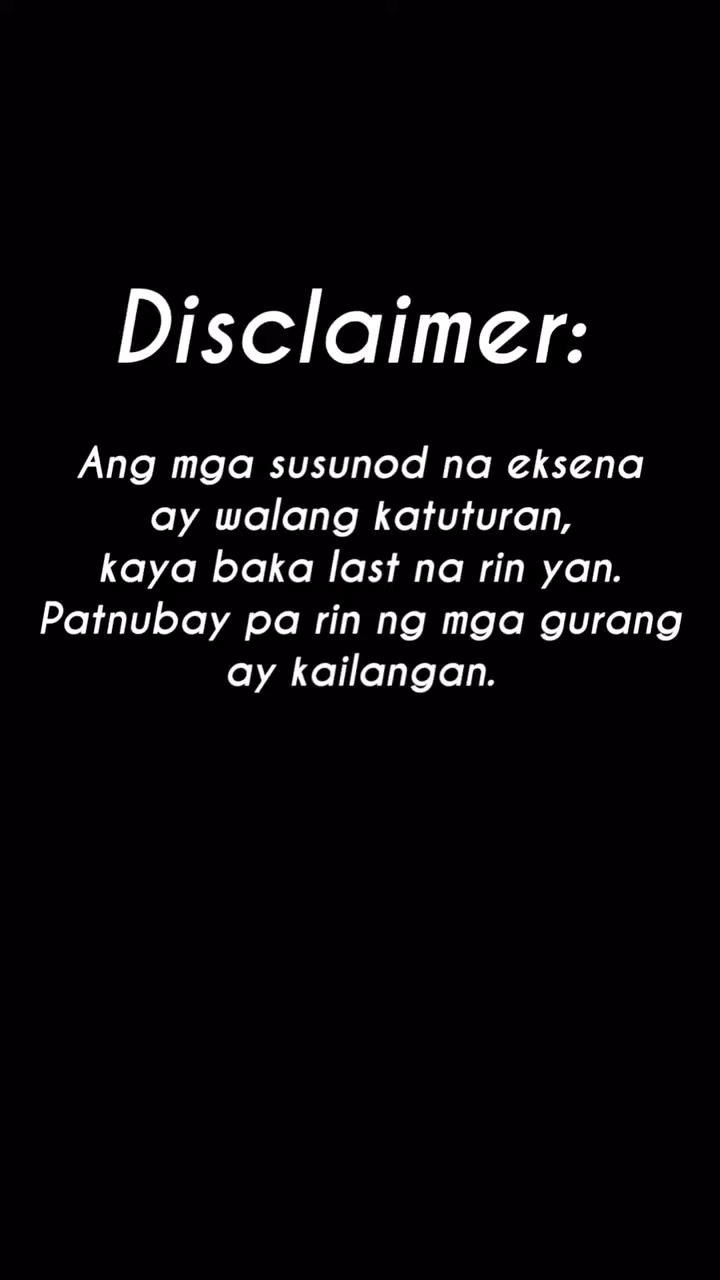 Disclaimer:
Ang mga susunod na eksena
ay walang katuturan,
kaya baka last na rin yan.
Patnubay pa rin ng mga gurang
ay kailangan.